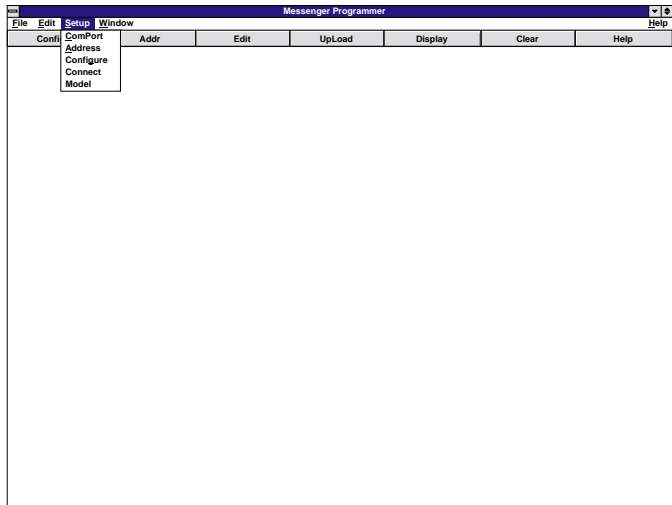 Messenger Programmer
File Edit Setup Window Help
Confi Addr Edit UpLoad Display Clear Help
ComPort
Address
Configure
Connect
Model